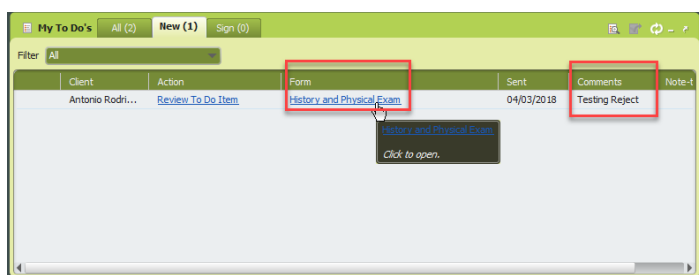 My To Do's All (2) New (1) Sign (0)
Filter All
Client Action Form Sent Comments Note-t
Antonio Rodri... Review To Do Item History and Physical Exam 04/03/2018 Testing Reject
History and Physical Exam
Click to open.